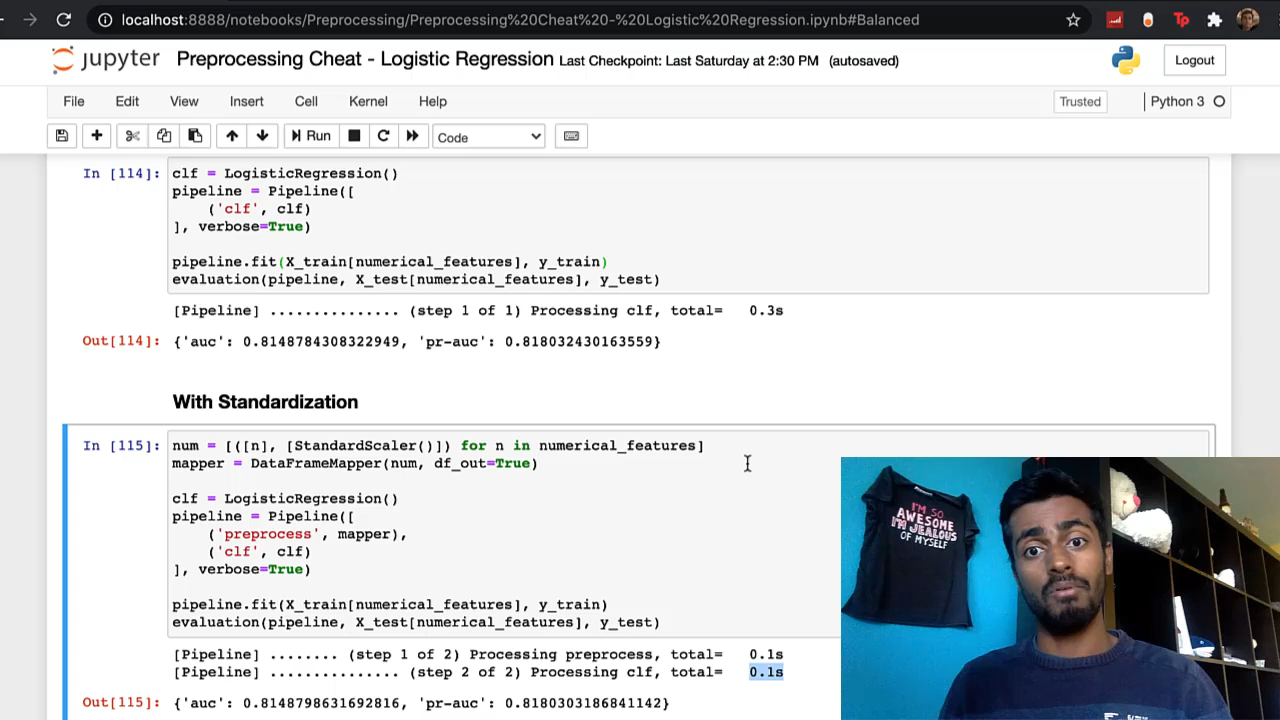 localhost:8888/notebooks/Preprocessing/Preprocessing%20Cheat%20-%20Logistic%20Regression.ipynb#Balanced
Tp
jupyter Preprocessing Cheat - Logistic Regression Last Checkpoint: Last Saturday at 2:30 PM (autosaved)
Logout
File Edit View Insert Cell Kernel Help
Trusted
Python 3
Run
Code
In [114]: clf = LogisticRegression()
pipeline = Pipeline([
('clf', clf)
], verbose=True)
pipeline.fit(X_train[numerical_features], y_train)
evaluation(pipeline, X_test[numerical_features], y_test)
[Pipeline] ............... (step 1 of 1) Processing clf, total= 0.3s
Out[114]: {'auc': 0.8148784308322949, 'pr-auc': 0.818032430163559}
With Standardization
In [115]: num = [([n], [StandardScaler()]) for n in numerical_features]
mapper = DataFrameMapper(num, df_out=True)
clf = LogisticRegression()
pipeline = Pipeline([
('preprocess', mapper),
('clf', clf)
], verbose=True)
pipeline.fit(X_train[numerical_features], y_train)
evaluation(pipeline, X_test[numerical_features], y_test)
[Pipeline] ........ (step 1 of 2) Processing preprocess, total= 0.1s
[Pipeline] ............... (step 2 of 2) Processing clf, total= 0.1s
Out[115]: {'auc': 0.8148798631692816, 'pr-auc': 0.8180303186841142}
I'M SO
AWESOME
I'M JEALOUS
OF MYSELF